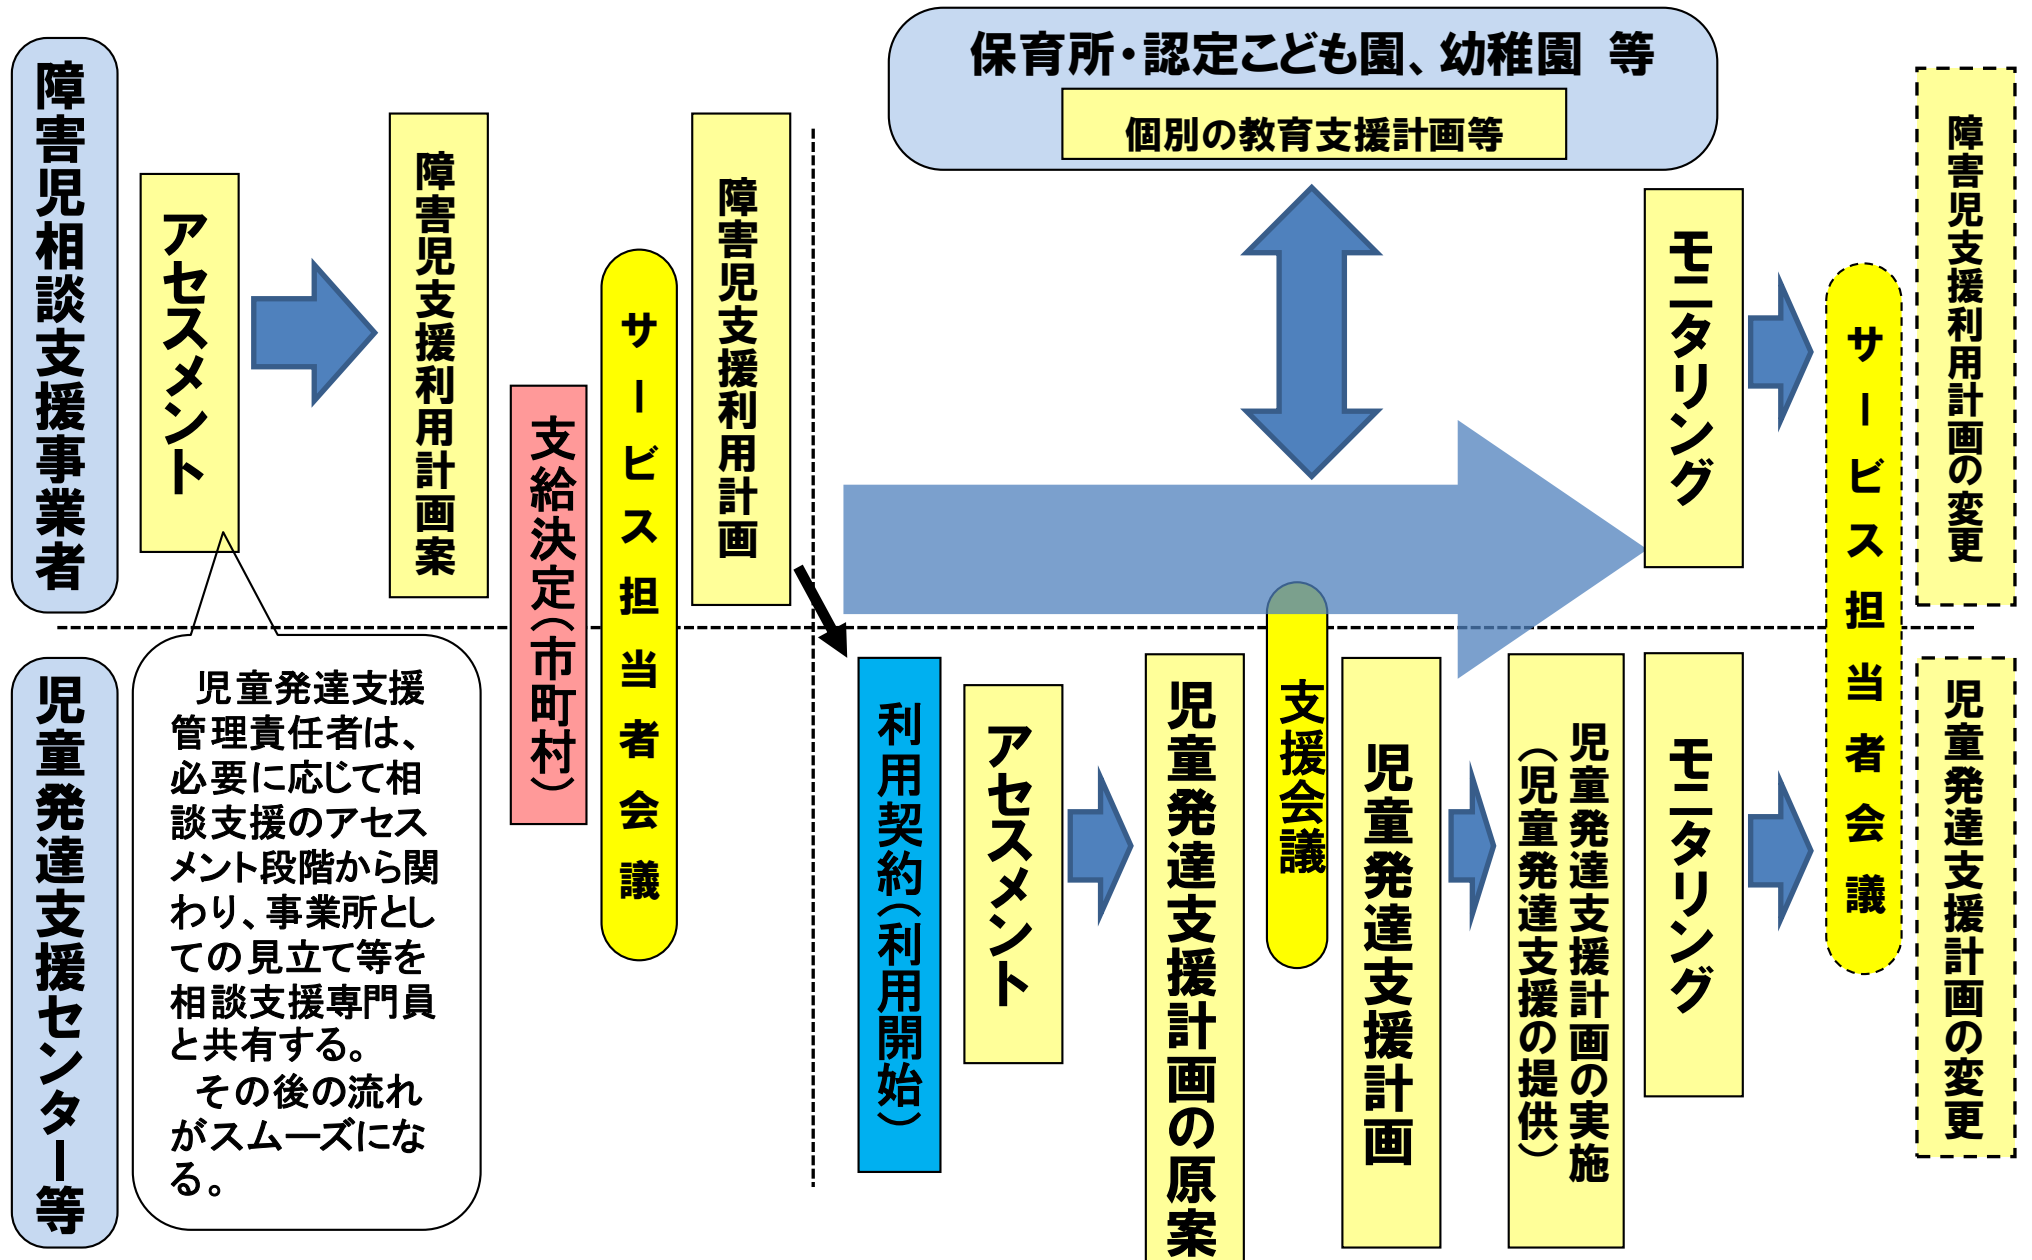 保育所・認定こども園、幼稚園 等
個別の教育支援計画等
障害児相談支援事業者
アセスメント
障害児支援利用計画案
支給決定（市町村）
サービス担当者会議
障害児支援利用計画
モニタリング
サービス担当者会議
障害児支援利用計画の変更
児童発達支援センター等
児童発達支援
管理責任者は、
必要に応じて相
談支援のアセス
メント段階から関
わり、事業所とし
ての見立て等を
相談支援専門員
と共有する。
その後の流れ
がスムーズにな
る。
利用契約（利用開始）
アセスメント
児童発達支援計画の原案
支援会議
児童発達支援計画
児童発達支援計画の実施
（児童発達支援の提供）
モニタリング
児童発達支援計画の変更